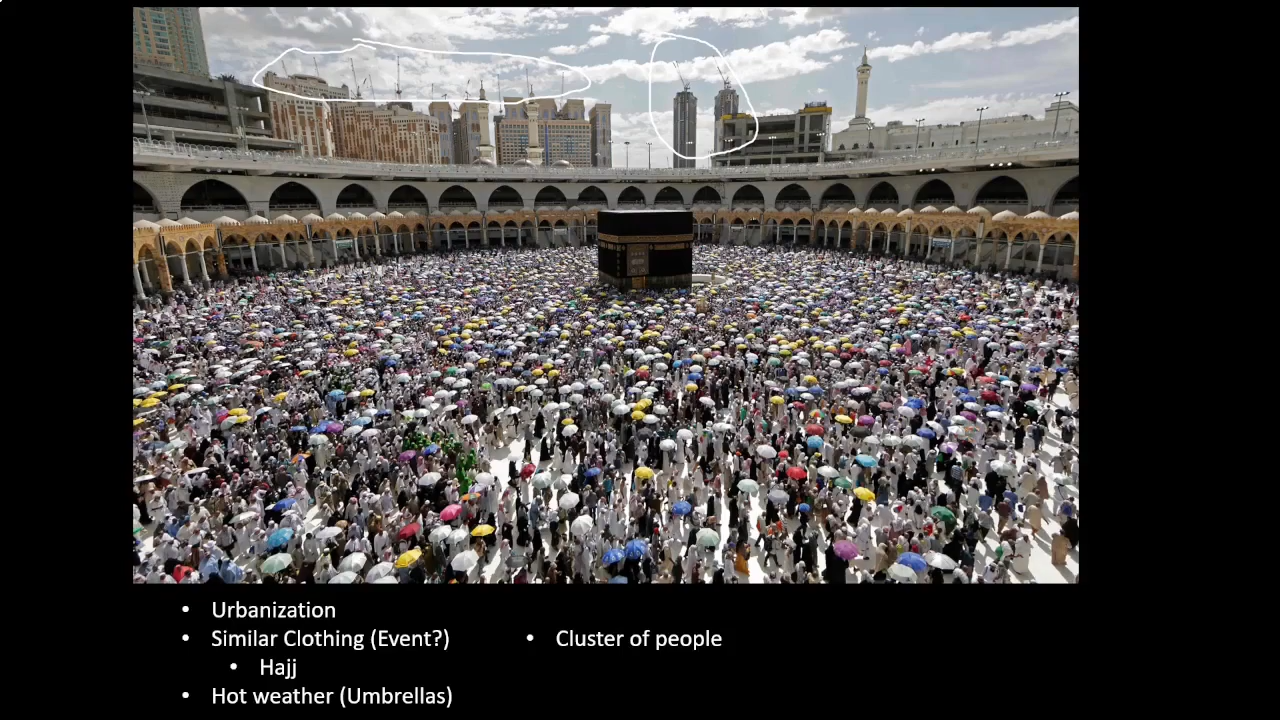 • Urbanization
• Similar Clothing (Event?)
• Hajj
• Hot weather (Umbrellas)
• Cluster of people